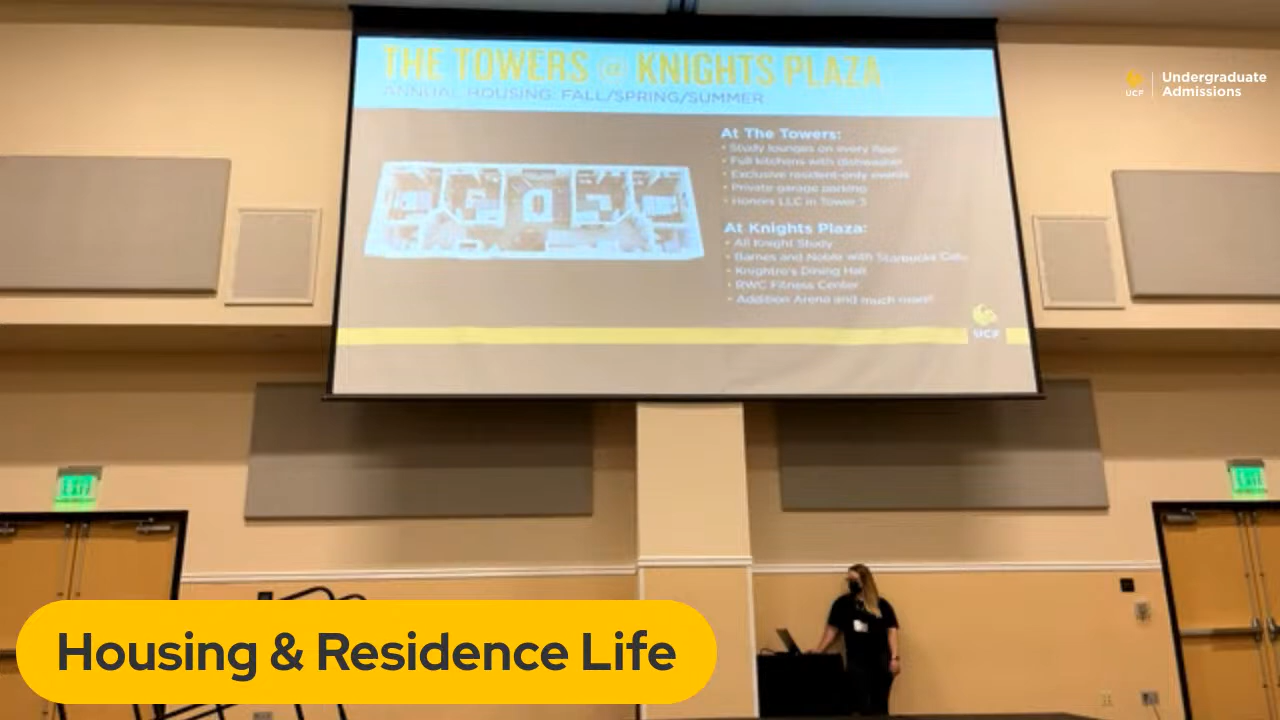 THE TOWERS @ KNIGHTS PLAZA
ANNUAL HOUSING: FALL/SPRING/SUMMER
At The Towers:
• Study lounges on every floor
• Full kitchens with dishwasher
• Exclusive resident-only events
• Private garage parking
• Honors LLC in Tower 3
At Knights Plaza:
• All Knight Study
• Barnes and Noble with Starbucks Cafe
• Knightro's Dining Hall
• RWC Fitness Center
• Addition Arena and much more!
UCF
UCF
Undergraduate
Admissions
EXIT
EXIT
Housing & Residence Life